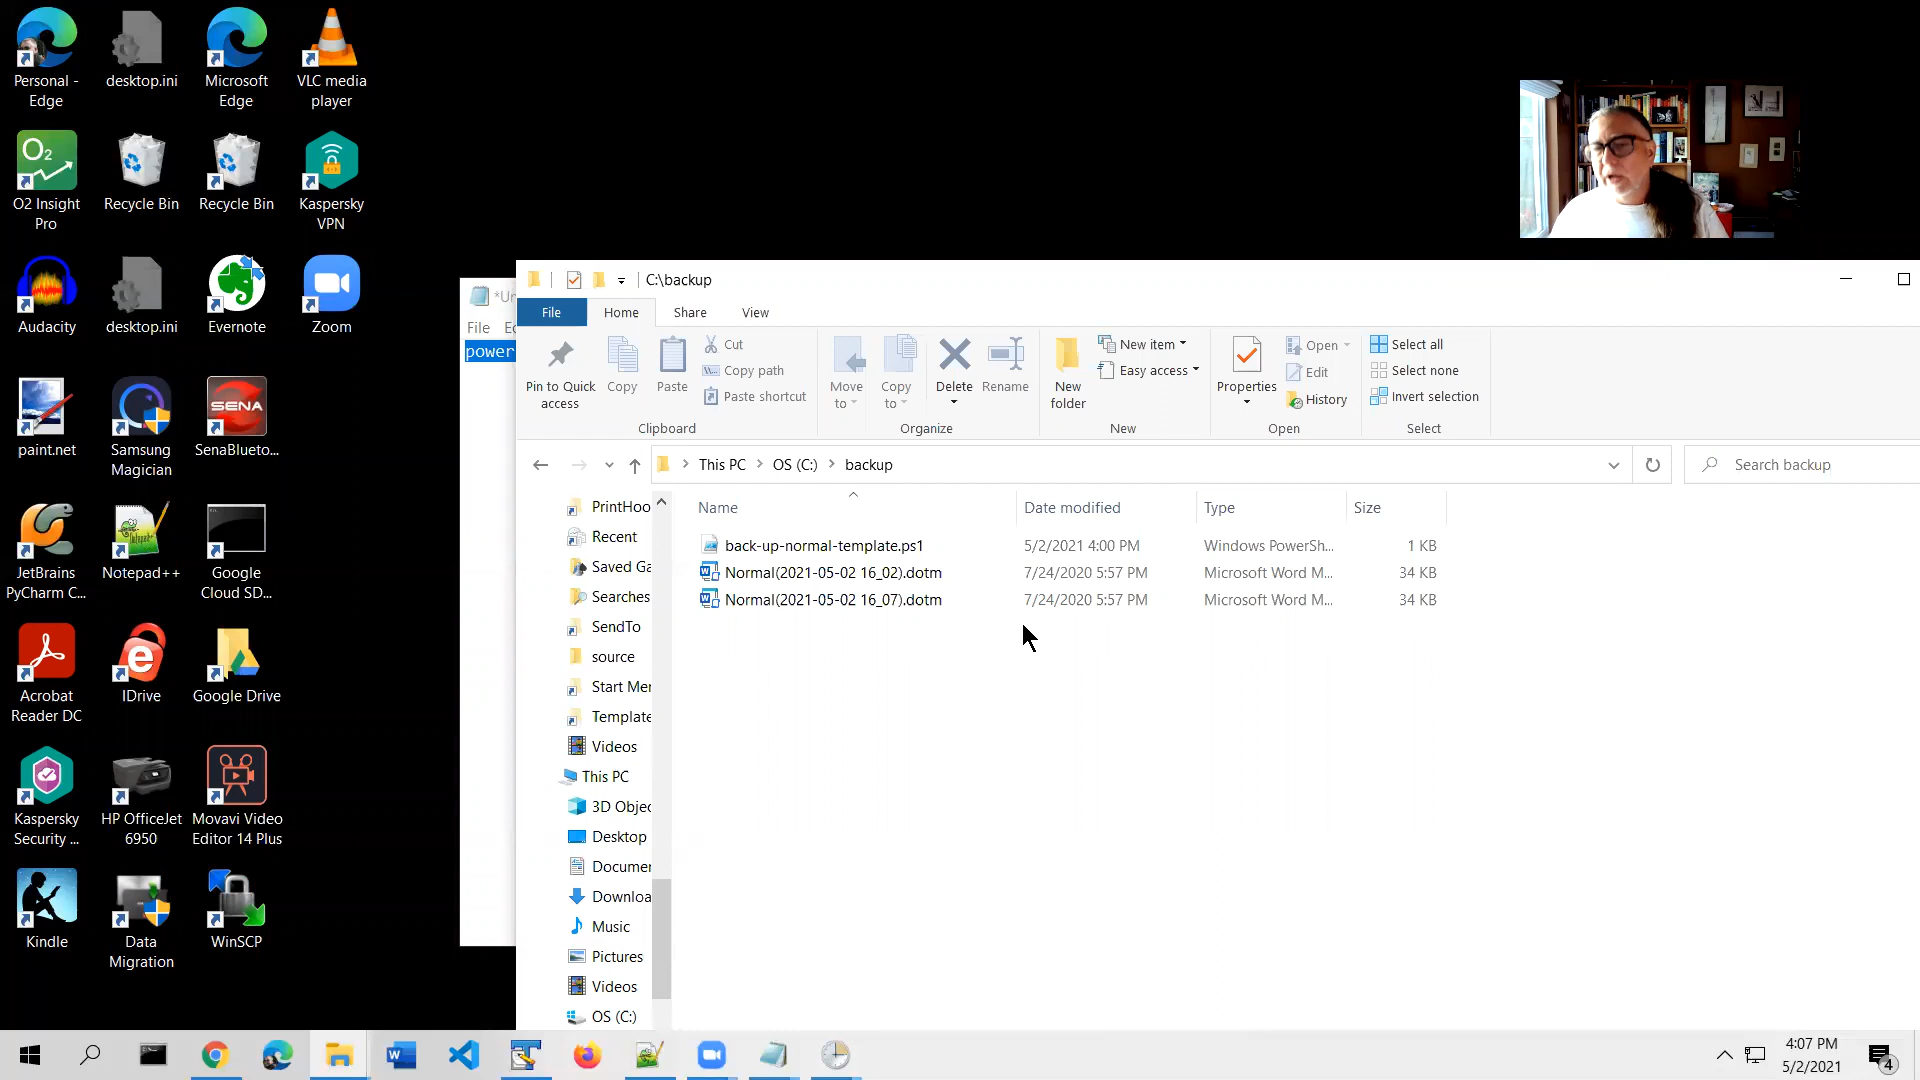 Personal -
Edge
desktop.ini
Microsoft
Edge
VLC media
player
O2
O2 Insight
Pro
Recycle Bin
Recycle Bin
Kaspersky
VPN
Audacity
desktop.ini
Evernote
Zoom
paint.net
Samsung
Magician
SENA
SenaBlueto...
JetBrains
PyCharm C...
Notepad++
Google
Cloud SD...
Acrobat
Reader DC
IDrive
Google Drive
Kaspersky
Security ...
HP OfficeJet
6950
Movavi Video
Editor 14 Plus
Kindle
Data
Migration
WinSCP
*Un
File
power
C:\backup
File
Home
Share
View
Pin to Quick
access
Copy
Paste
Cut
Copy path
Paste shortcut
Clipboard
Move
to
Copy
to
Delete
Rename
Organize
New
folder
New item
Easy access
New
Properties
Open
Edit
History
Open
Select all
Select none
Invert selection
Select
This PC
OS (C:)
backup
Search backup
PrintHoo
Recent
Saved Ga
Searches
SendTo
source
Start Mer
Template
Videos
This PC
3D Objec
Desktop
Documer
Downloa
Music
Pictures
Videos
OS (C:)
Name Date modified Type Size
back-up-normal-template.ps1 5/2/2021 4:00 PM Windows PowerSh... 1 KB
Normal(2021-05-02 16_02).dotm 7/24/2020 5:57 PM Microsoft Word M... 34 KB
Normal(2021-05-02 16_07).dotm 7/24/2020 5:57 PM Microsoft Word M... 34 KB
4:07 PM
5/2/2021
4